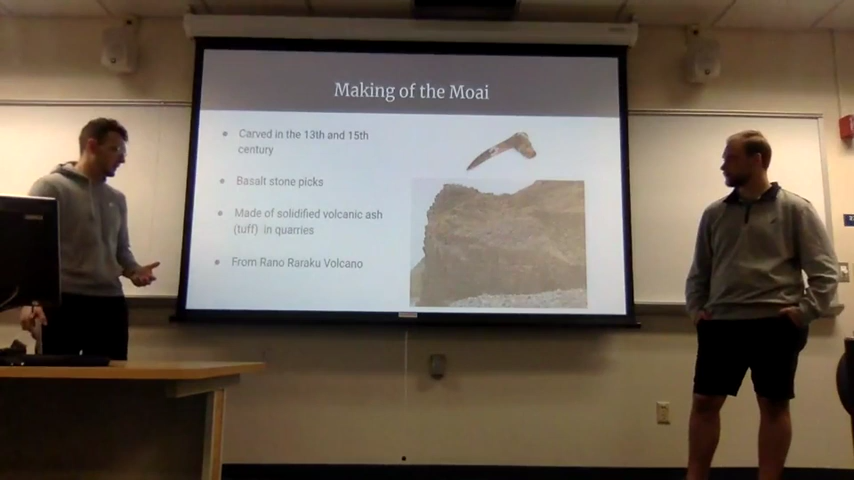 Making of the Moai
Carved in the 13th and 15th
century
Basalt stone picks
Made of solidified volcanic ash
(tuff) in quarries
From Rano Raraku Volcano